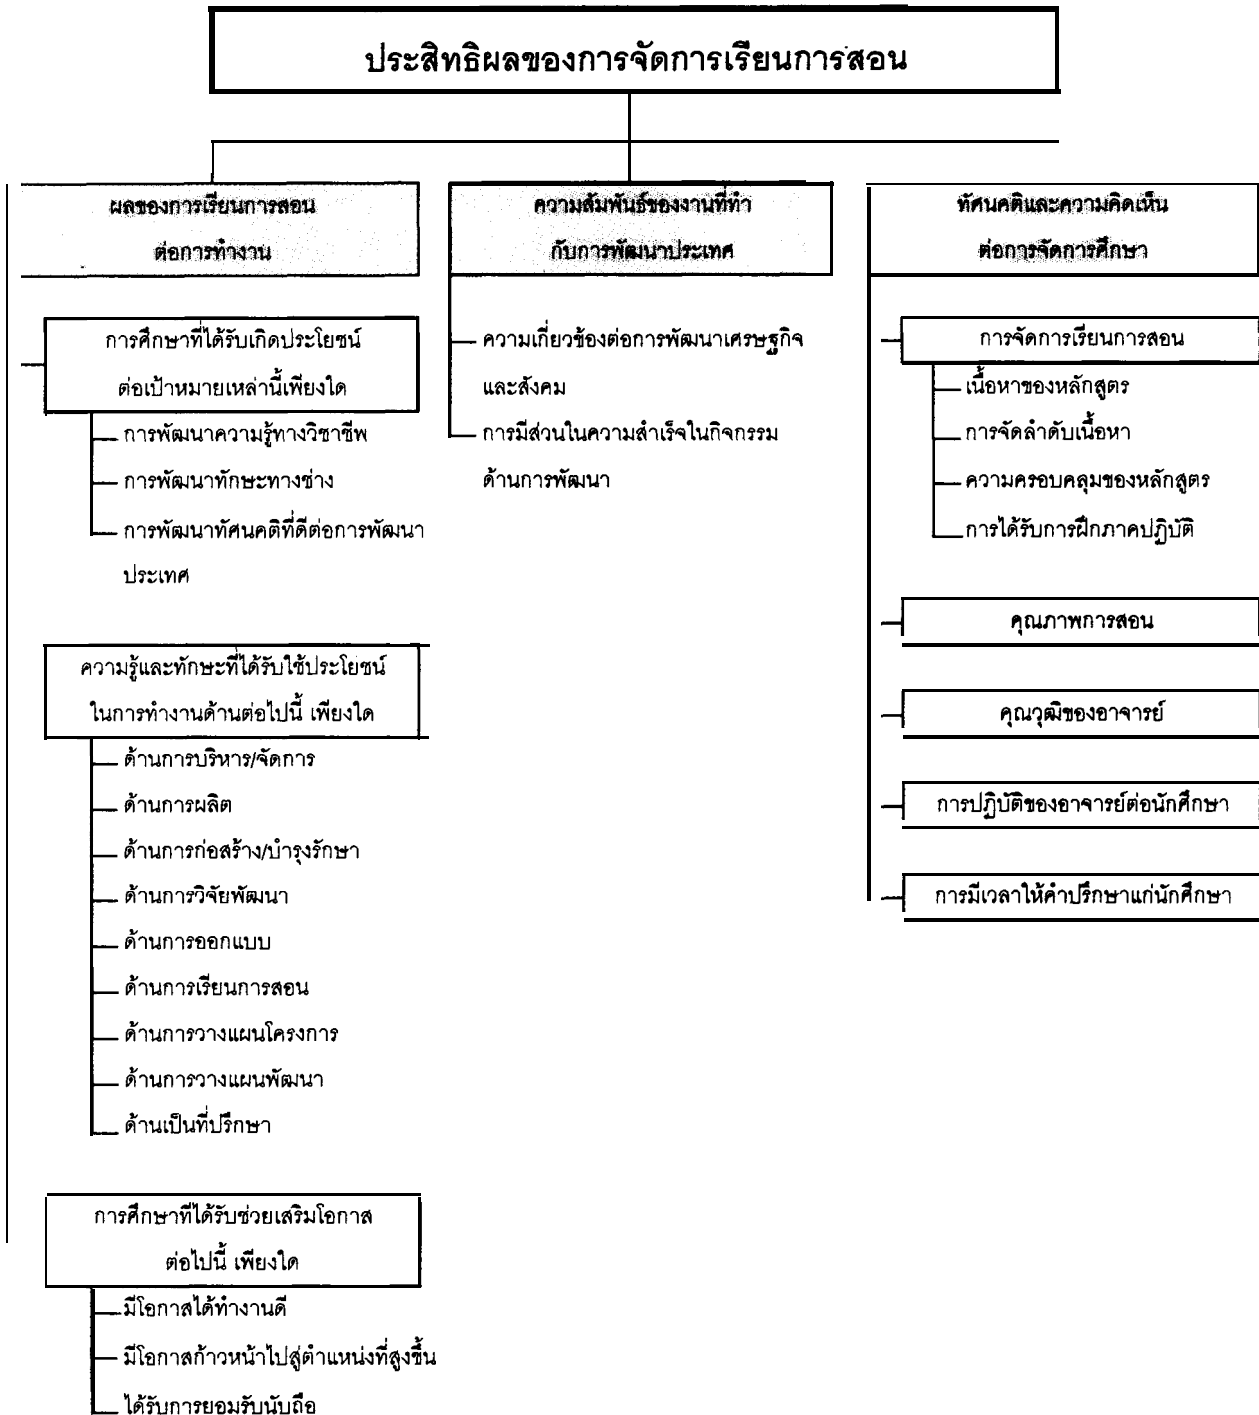 ประสิทธิผลของการจัดการเรียนการสอน
ผลของการเรียนการสอน
ต่อการทำงาน
การศึกษาที่ได้รับเกิดประโยชน์
ต่อเป้าหมายเหล่านี้เพียงใด
การพัฒนาความรู้ทางวิชาชีพ
การพัฒนาทักษะทางช่าง
การพัฒนาทัศนคติที่ดีต่อการพัฒนา
ประเทศ
ความรู้และทักษะที่ได้รับใช้ประโยชน์
ในการทำงานด้านต่อไปนี้ เพียงใด
ด้านการบริหาร/จัดการ
ด้านการผลิต
ด้านการก่อสร้าง/บำรุงรักษา
ด้านการวิจัยพัฒนา
ด้านการออกแบบ
ด้านการเรียนการสอน
ด้านการวางแผนโครงการ
ด้านการวางแผนพัฒนา
ด้านเป็นที่ปรึกษา
การศึกษาที่ได้รับช่วยเสริมโอกาส
ต่อไปนี้ เพียงใด
มีโอกาสได้ทำงานดี
มีโอกาสก้าวหน้าไปสู่ตำแหน่งที่สูงขึ้น
ได้รับการยอมรับนับถือ
ความสัมพันธ์ของงานที่ทำ
กับการพัฒนาประเทศ
ความเกี่ยวข้องต่อการพัฒนาเศรษฐกิจ
และสังคม
การมีส่วนในความสำเร็จในกิจกรรม
ด้านการพัฒนา
ทัศนคติและความคิดเห็น
ต่อการจัดการศึกษา
การจัดการเรียนการสอน
เนื้อหาของหลักสูตร
การจัดลำดับเนื้อหา
ความครอบคลุมของหลักสูตร
การได้รับการฝึกภาคปฏิบัติ
คุณภาพการสอน
คุณวุฒิของอาจารย์
การปฏิบัติของอาจารย์ต่อนักศึกษา
การมีเวลาให้คำปรึกษาแก่นักศึกษา